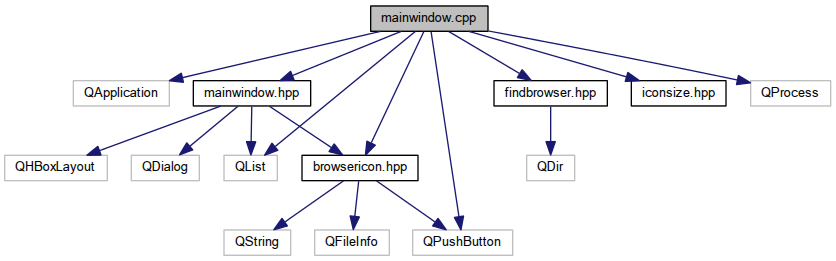 mainwindow.cpp
QApplication
mainwindow.hpp
findbrowser.hpp
iconsize.hpp
QProcess
QHBoxLayout
QDialog
QList
browsericon.hpp
QDir
QString
QFileInfo
QPushButton